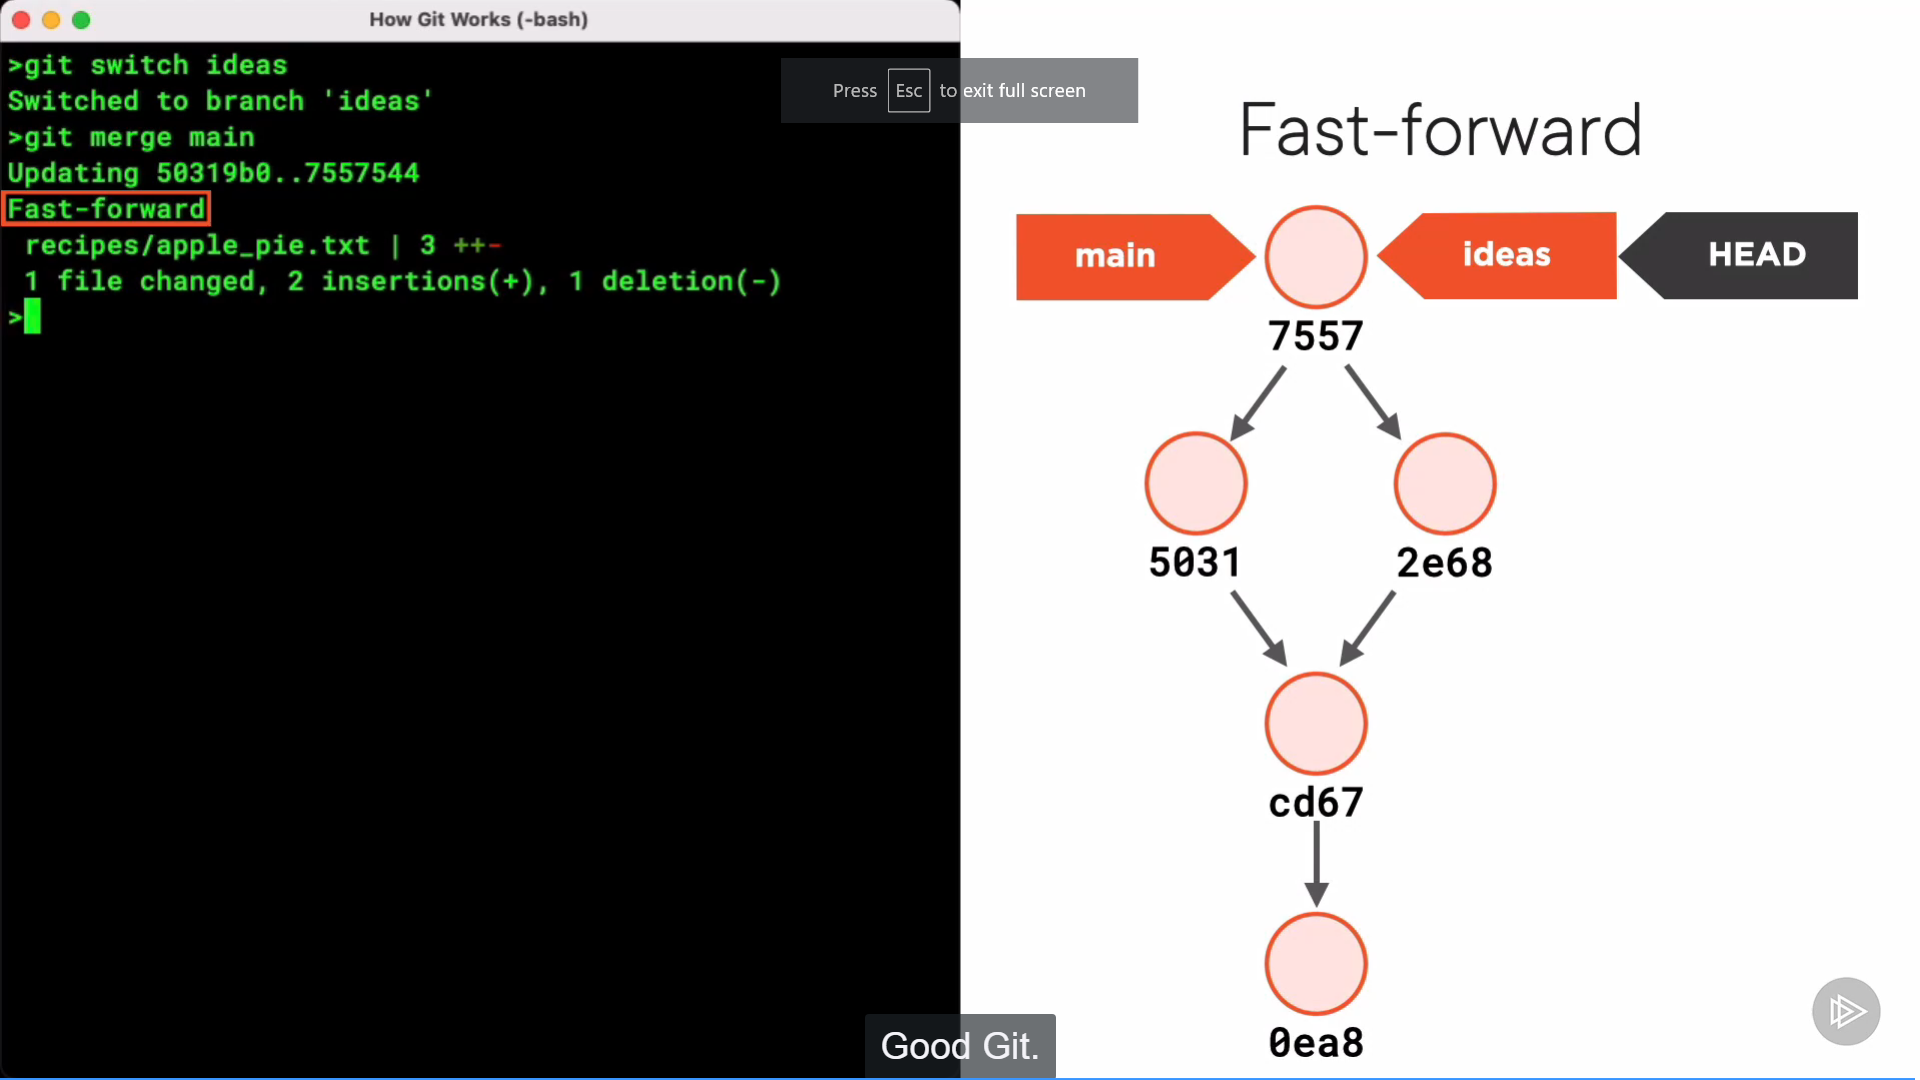 How Git Works (-bash)
>git switch ideas
Switched to branch 'ideas'
>git merge main
Updating 50319b0..7557544
Fast-forward
recipes/apple_pie.txt | 3 ++-
1 file changed, 2 insertions(+), 1 deletion(-)
>
Press Esc to exit full screen
Fast-forward
main
ideas
HEAD
7557
5031
2e68
cd67
0ea8
Good Git.